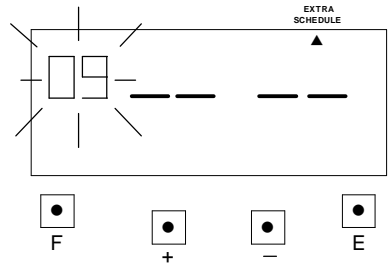 EXTRA
SCHEDULE
09 -- --
F + − E